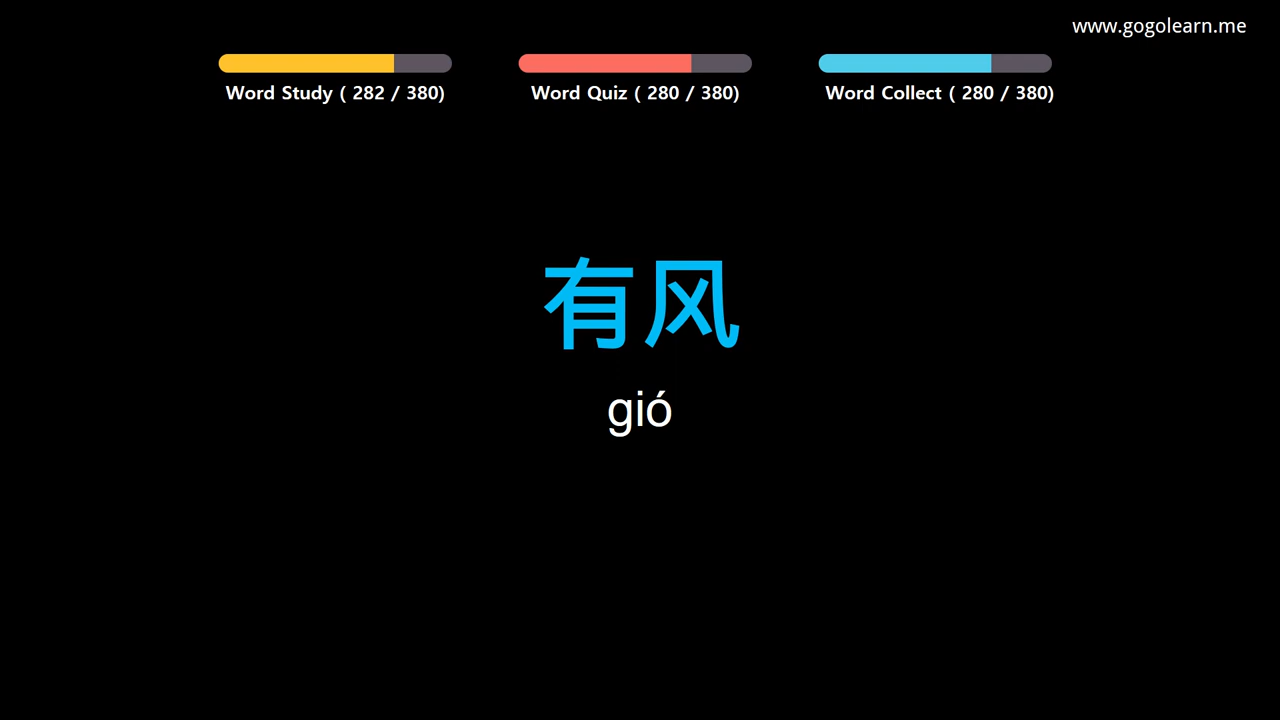 www.gogolearn.me
Word Study ( 282 / 380)
Word Quiz ( 280 / 380)
Word Collect ( 280 / 380)
有风
gió